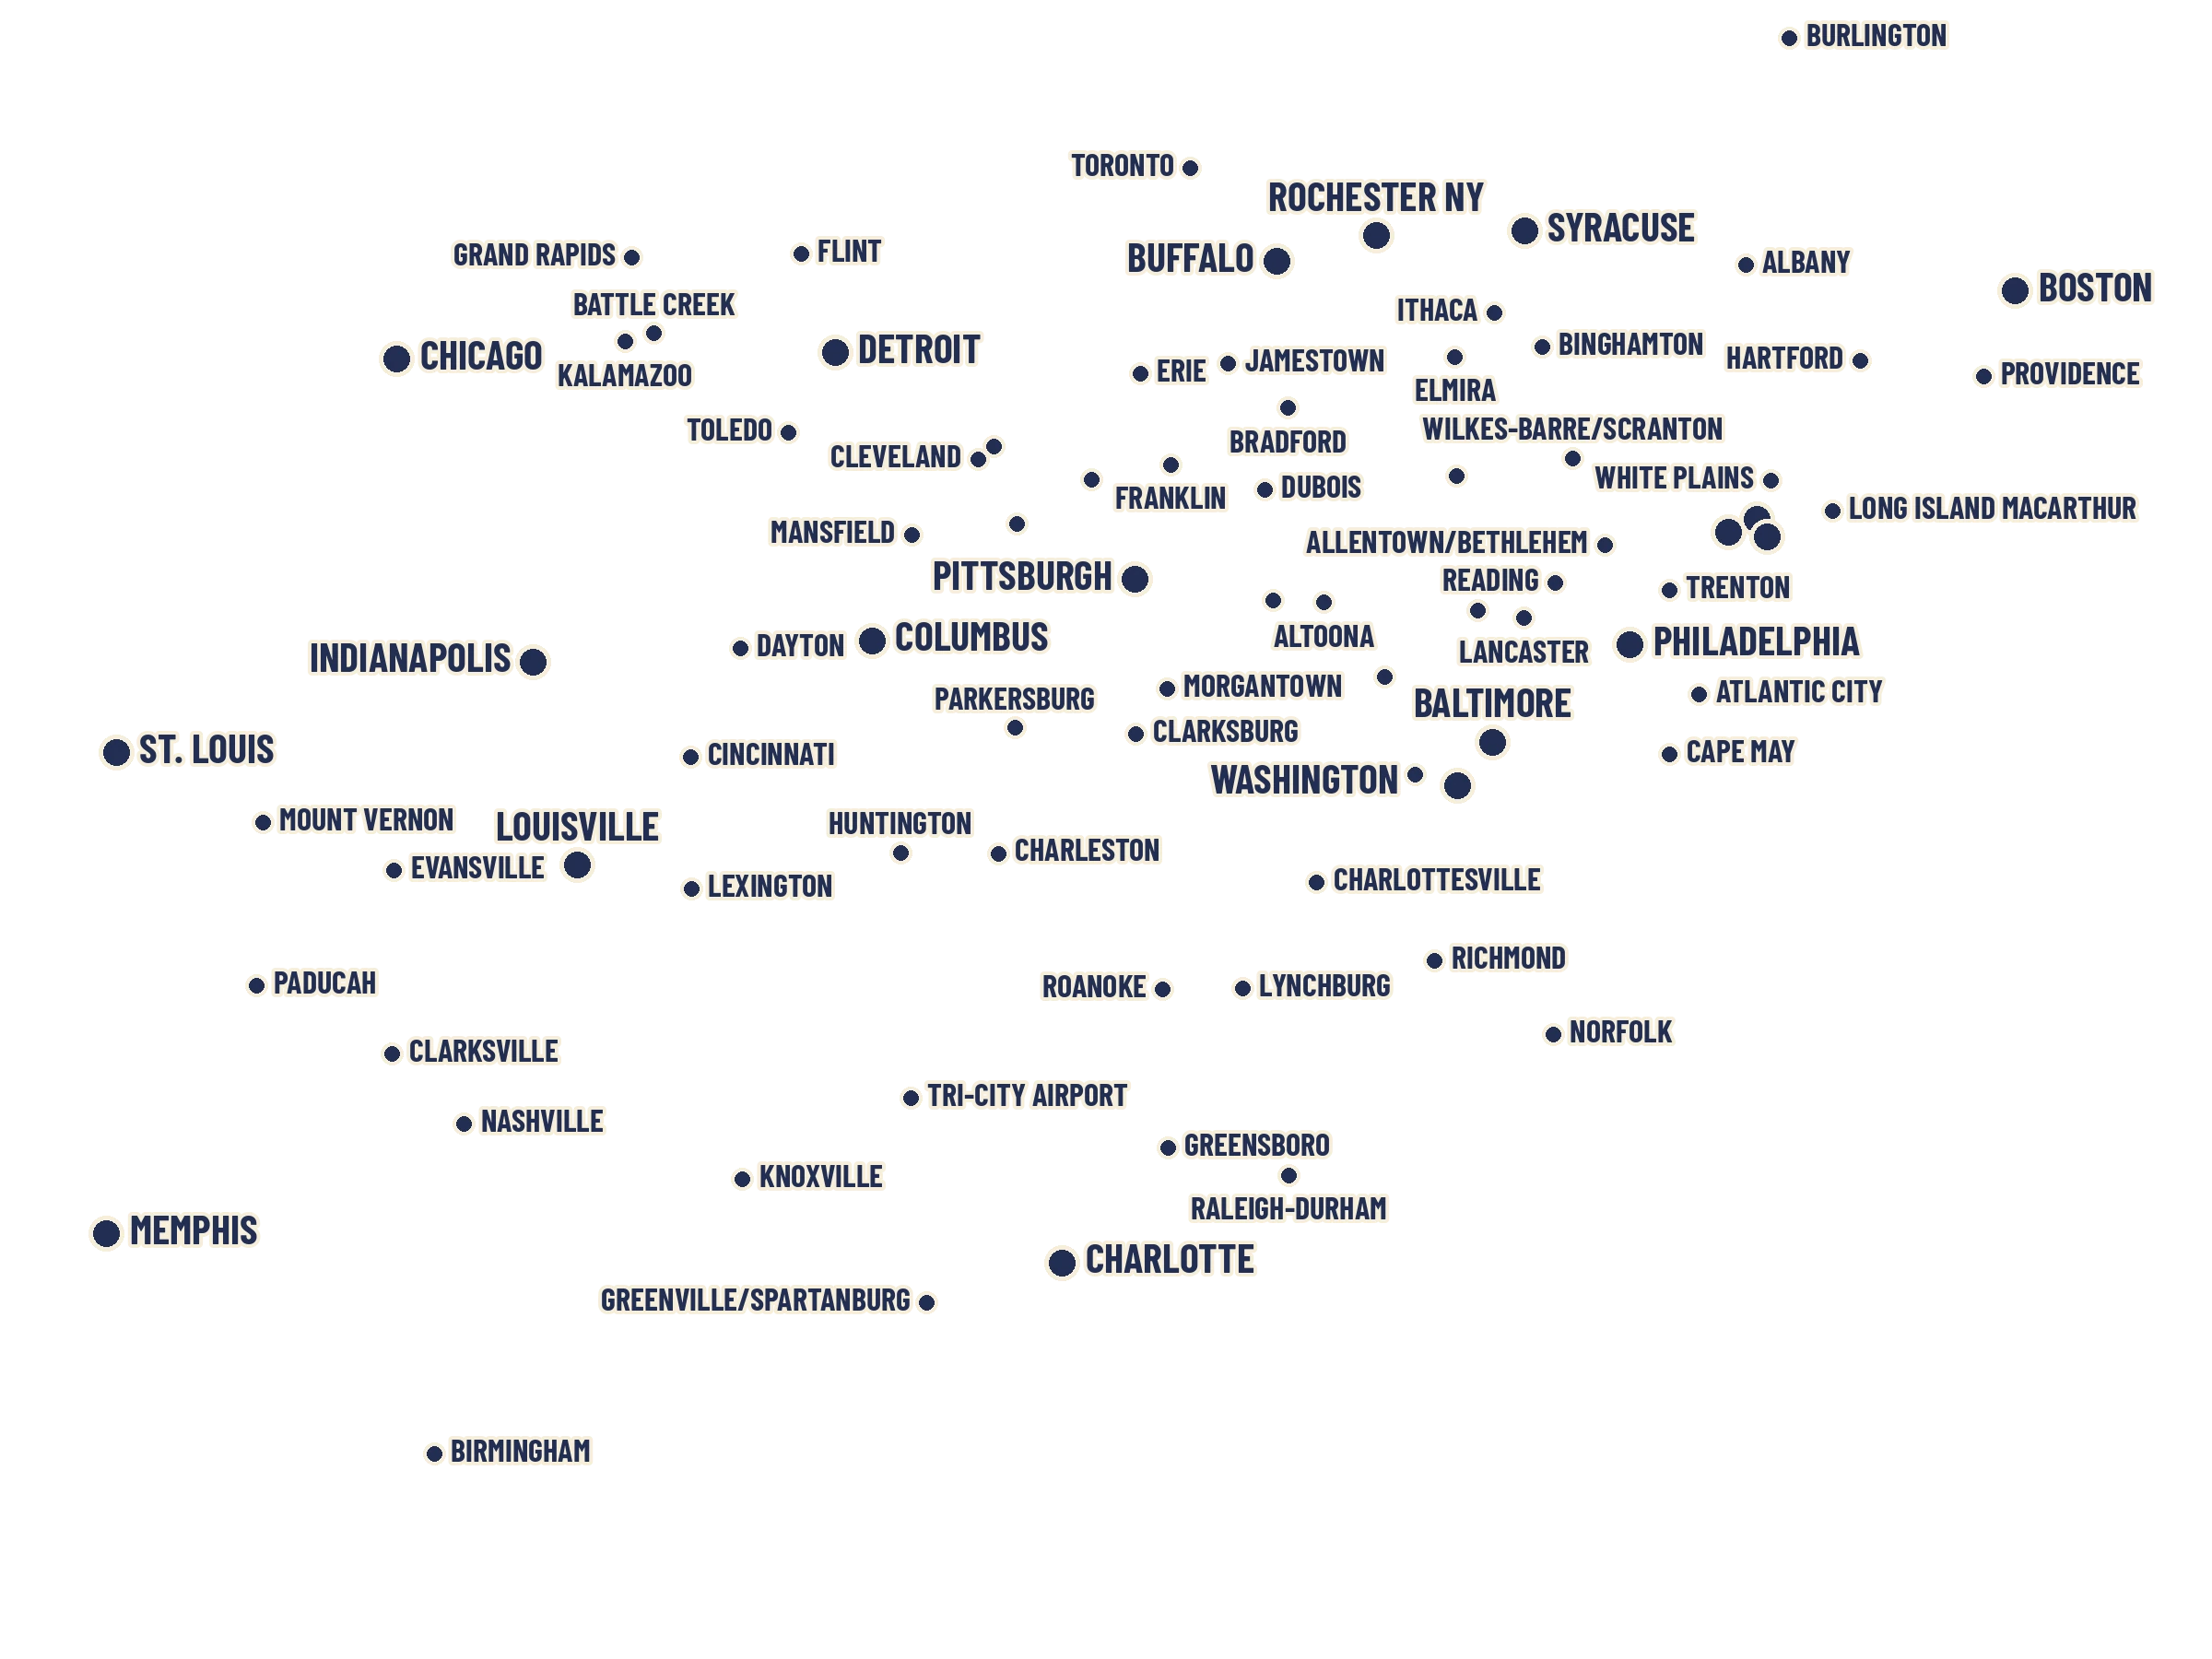 BURLINGTON
TORONTO
ROCHESTER NY
SYRACUSE
BUFFALO
GRAND RAPIDS
FLINT
ALBANY
BOSTON
BATTLE CREEK
ITHACA
CHICAGO
KALAMAZOO
DETROIT
ERIE
JAMESTOWN
BINGHAMTON
HARTFORD
PROVIDENCE
ELMIRA
TOLEDO
BRADFORD
WILKES-BARRE/SCRANTON
CLEVELAND
FRANKLIN
DUBOIS
WHITE PLAINS
LONG ISLAND MACARTHUR
MANSFIELD
ALLENTOWN/BETHLEHEM
PITTSBURGH
READING
TRENTON
ALTOONA
INDIANAPOLIS
DAYTON
COLUMBUS
LANCASTER
PHILADELPHIA
PARKERSBURG
MORGANTOWN
BALTIMORE
ATLANTIC CITY
ST. LOUIS
CINCINNATI
CLARKSBURG
WASHINGTON
CAPE MAY
MOUNT VERNON
LOUISVILLE
HUNTINGTON
CHARLESTON
EVANSVILLE
LEXINGTON
CHARLOTTESVILLE
RICHMOND
PADUCAH
ROANOKE
LYNCHBURG
NORFOLK
CLARKSVILLE
TRI-CITY AIRPORT
NASHVILLE
GREENSBORO
KNOXVILLE
RALEIGH-DURHAM
MEMPHIS
CHARLOTTE
GREENVILLE/SPARTANBURG
BIRMINGHAM